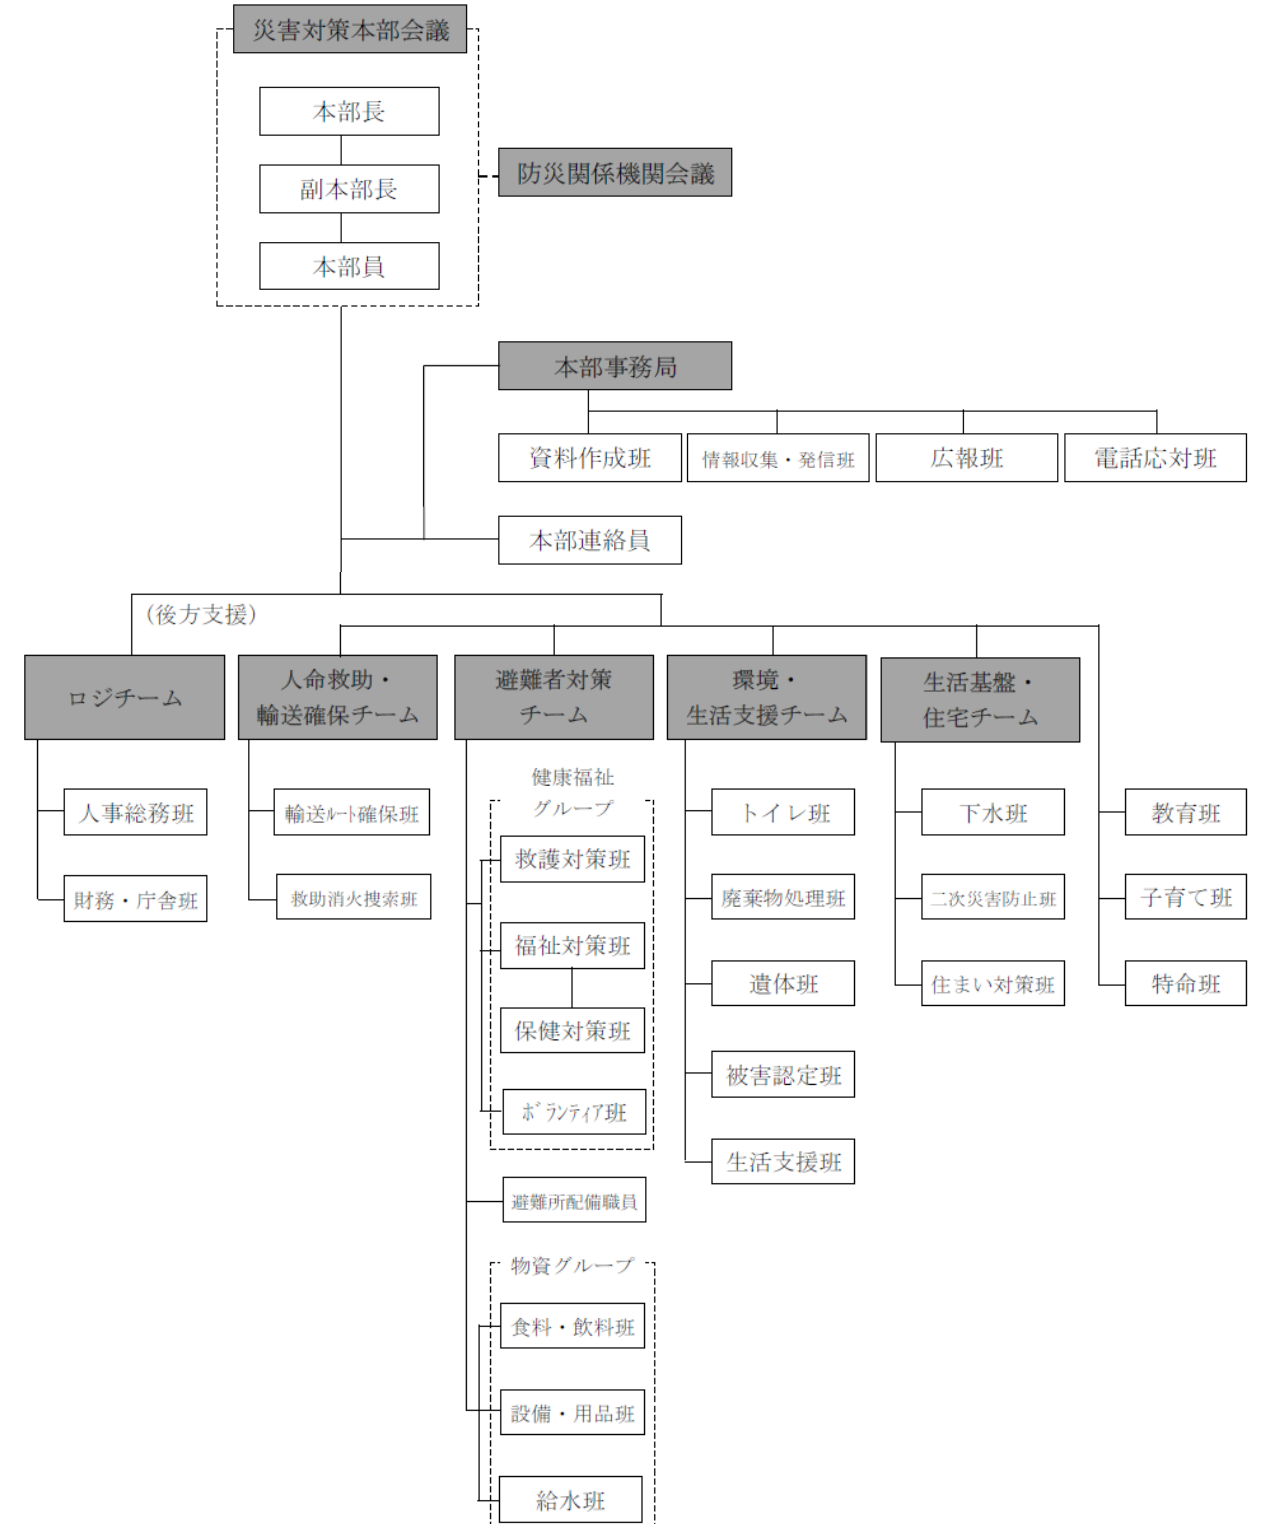 災害対策本部会議
本部長
副本部長
本部員
防災関係機関会議
本部事務局
資料作成班
情報収集・発信班
広報班
電話応対班
本部連絡員
(後方支援)
ロジチーム
人命救助・
輸送確保チーム
避難者対策
チーム
環境・
生活支援チーム
生活基盤・
住宅チーム
人事総務班
財務・庁舎班
輸送ﾙｰﾄ確保班
救助消火捜索班
健康福祉
グループ
救護対策班
福祉対策班
保健対策班
ﾎﾞﾗﾝﾃｨｱ班
避難所配備職員
物資グループ
食料・飲料班
設備・用品班
給水班
トイレ班
廃棄物処理班
遺体班
被害認定班
生活支援班
下水班
二次災害防止班
住まい対策班
教育班
子育て班
特命班